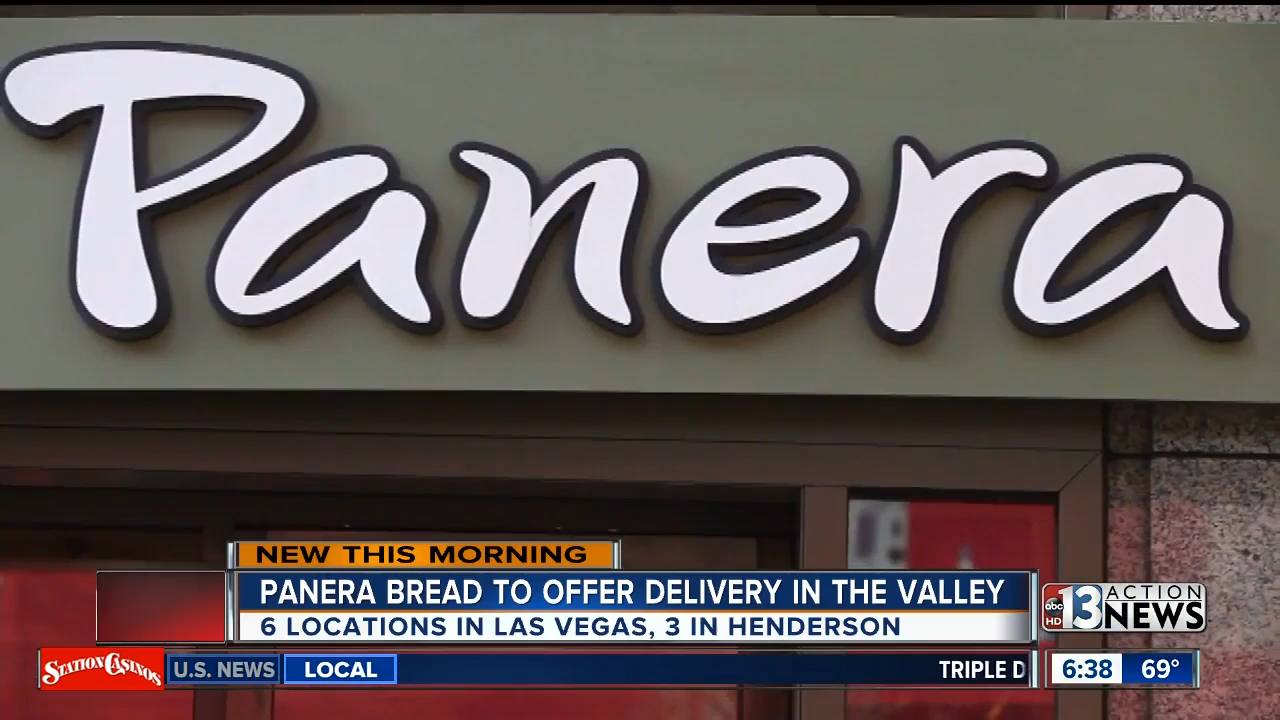 Panera
NEW THIS MORNING
PANERA BREAD TO OFFER DELIVERY IN THE VALLEY
6 LOCATIONS IN LAS VEGAS, 3 IN HENDERSON
abc 13 ACTION
HD NEWS
STATION CASINOS U.S. NEWS LOCAL TRIPLE D 6:38 69°